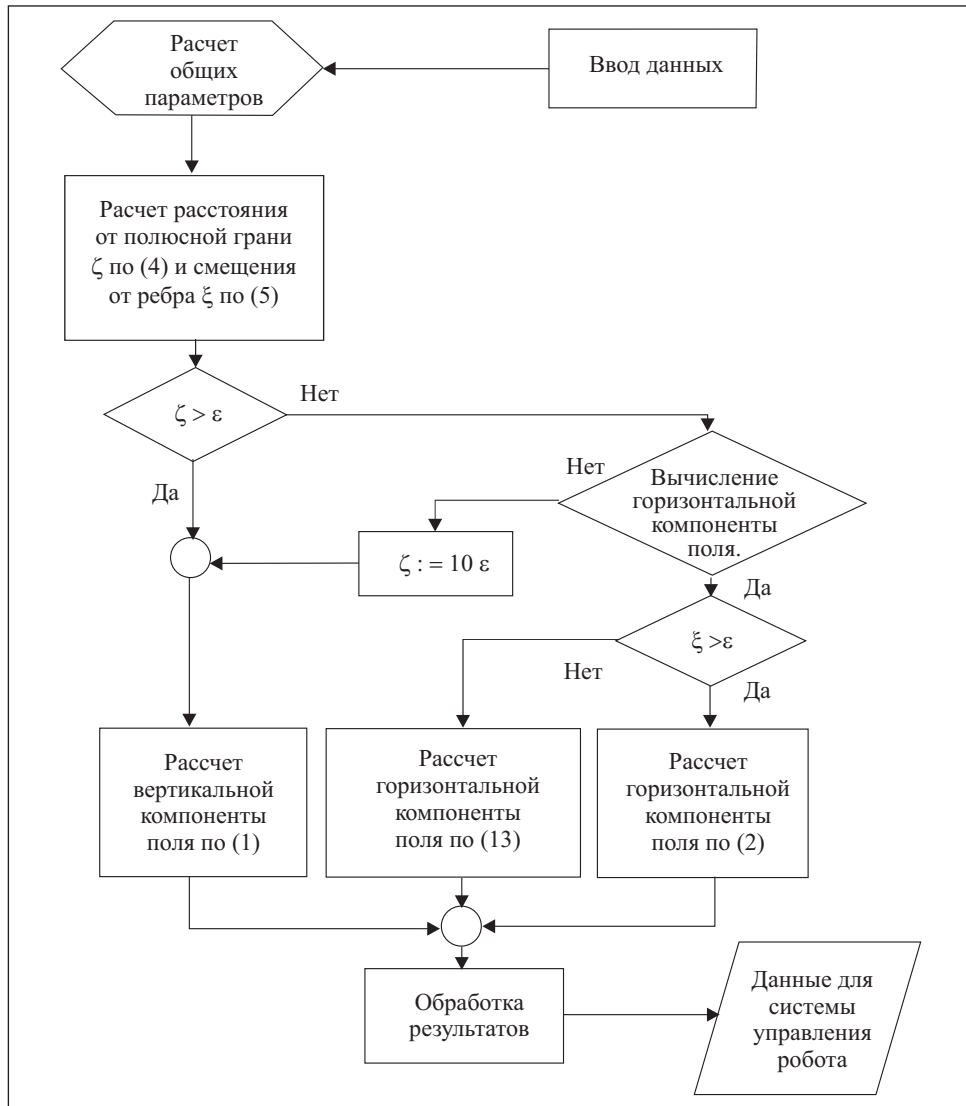 Расчет
общих
параметров
Ввод данных
Расчет расстояния
от полюсной грани
ζ по (4) и смещения
от ребра ξ по (5)
ζ > ε
Нет
Да
Нет
Вычисление
горизонтальной
компоненты
поля.
ζ : = 10 ε
Да
ξ >ε
Нет
Да
Рассчет
вертикальной
компоненты
поля по (1)
Рассчет
горизонтальной
компоненты
поля по (13)
Рассчет
горизонтальной
компоненты
поля по (2)
Обработка
результатов
Данные для
системы
управления
робота